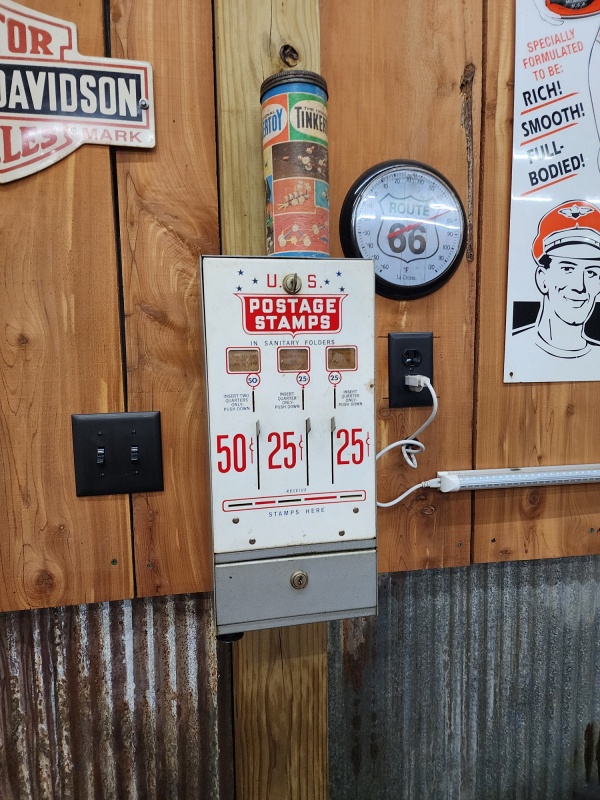 TOR
DAVIDSON
LES
MARK
TOY
TINKER
ROUTE
66
°F
SPECIALLY
FORMULATED
TO BE:
RICH!
SMOOTH!
FULL-
BODIED!
U. S.
POSTAGE
STAMPS
IN SANITARY FOLDERS
50 25 25
INSERT TWO
QUARTERS
ONLY-
PUSH DOWN
INSERT
QUARTER
ONLY-
PUSH DOWN
INSERT
QUARTER
ONLY-
PUSH DOWN
50¢ 25¢ 25¢
RECEIVE
STAMPS HERE